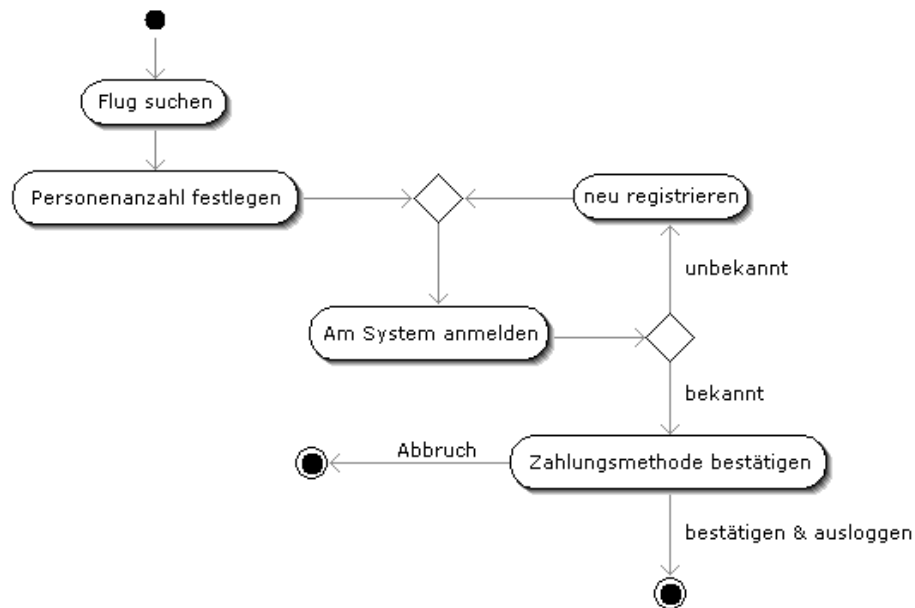 Flug suchen
Personenanzahl festlegen
neu registrieren
unbekannt
Am System anmelden
bekannt
Abbruch
Zahlungsmethode bestätigen
bestätigen & ausloggen